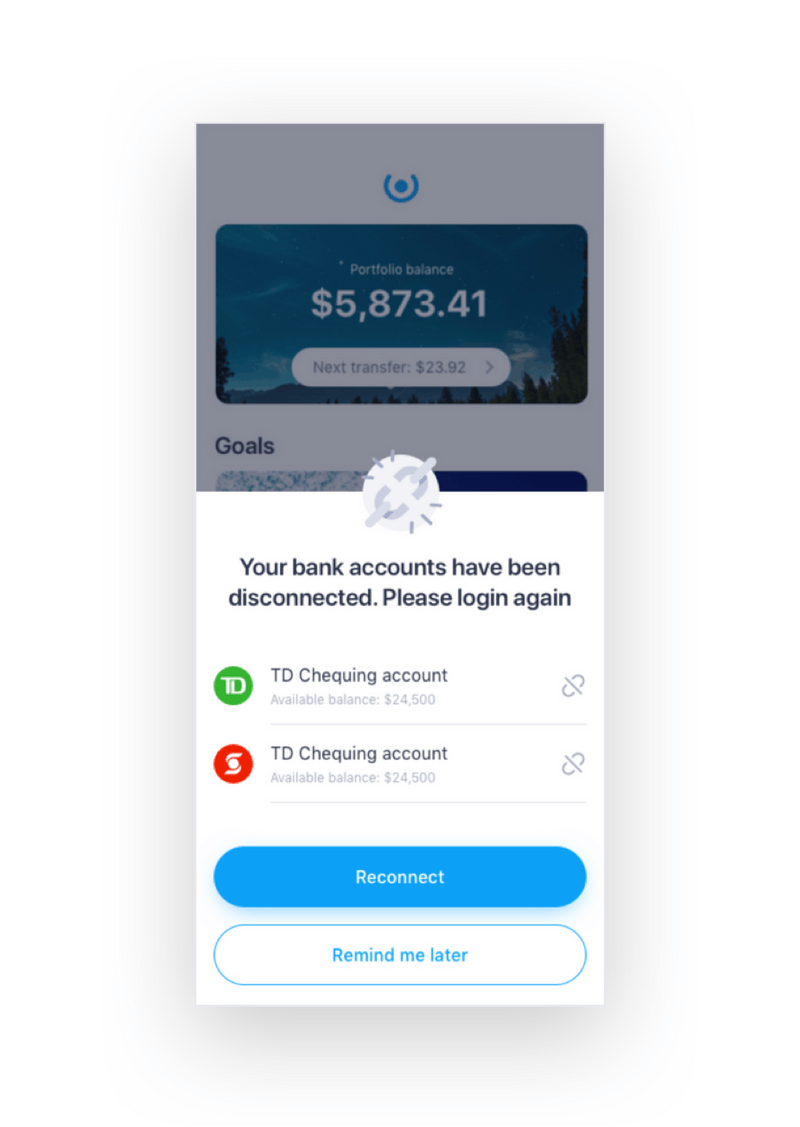 Portfolio balance
$5,873.41
Next transfer: $23.92
Goals
Your bank accounts have been
disconnected. Please login again
TD
TD Chequing account
Available balance: $24,500
TD Chequing account
Available balance: $24,500
Reconnect
Remind me later